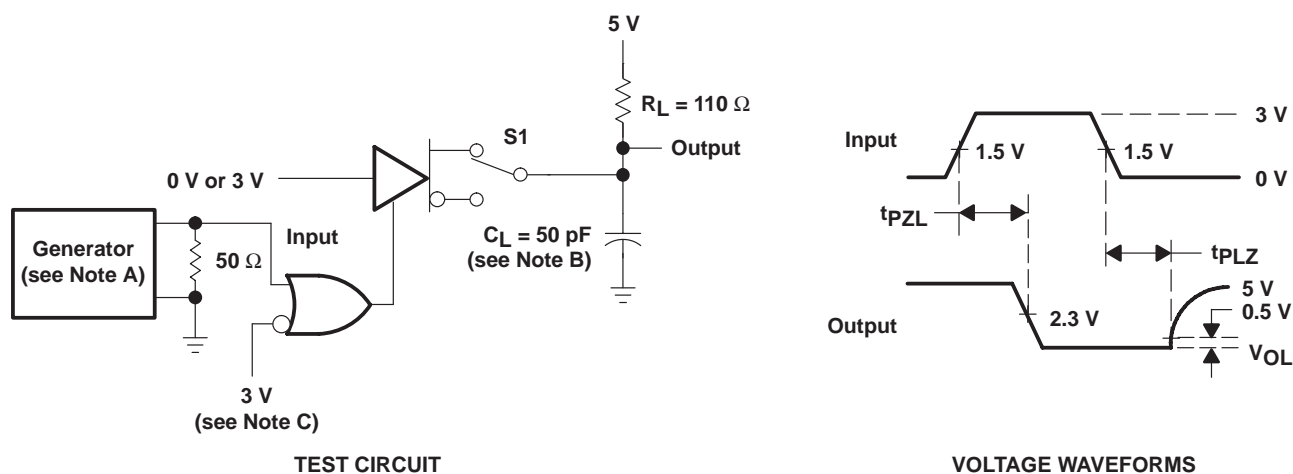 5 V
RL = 110 Ω
S1
Output
0 V or 3 V
Generator
(see Note A)
50 Ω
Input
CL = 50 pF
(see Note B)
3 V
(see Note C)
TEST CIRCUIT
3 V
Input
1.5 V
1.5 V
0 V
tPZL
tPLZ
5 V
0.5 V
Output
2.3 V
VOL
VOLTAGE WAVEFORMS